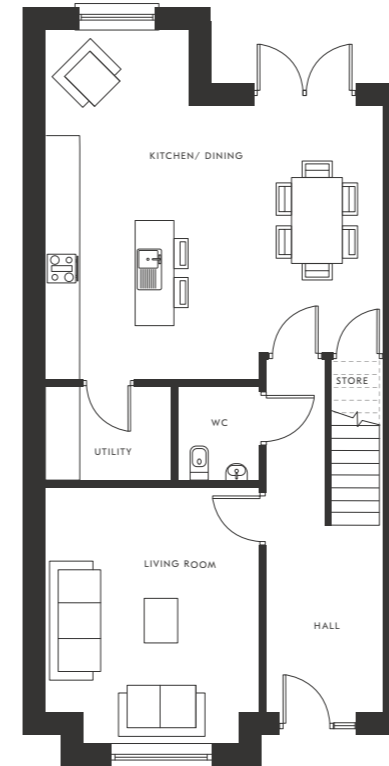 KITCHEN/ DINING
STORE
WC
UTILITY
LIVING ROOM
HALL